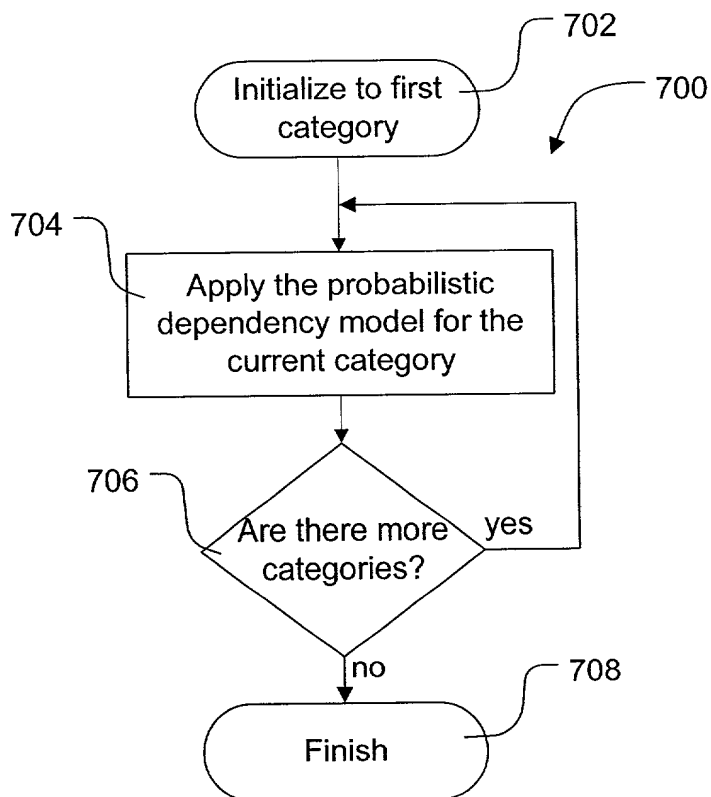 702
Initialize to first
category
700
704
Apply the probabilistic
dependency model for the
current category
706
Are there more
categories?
yes
no
708
Finish